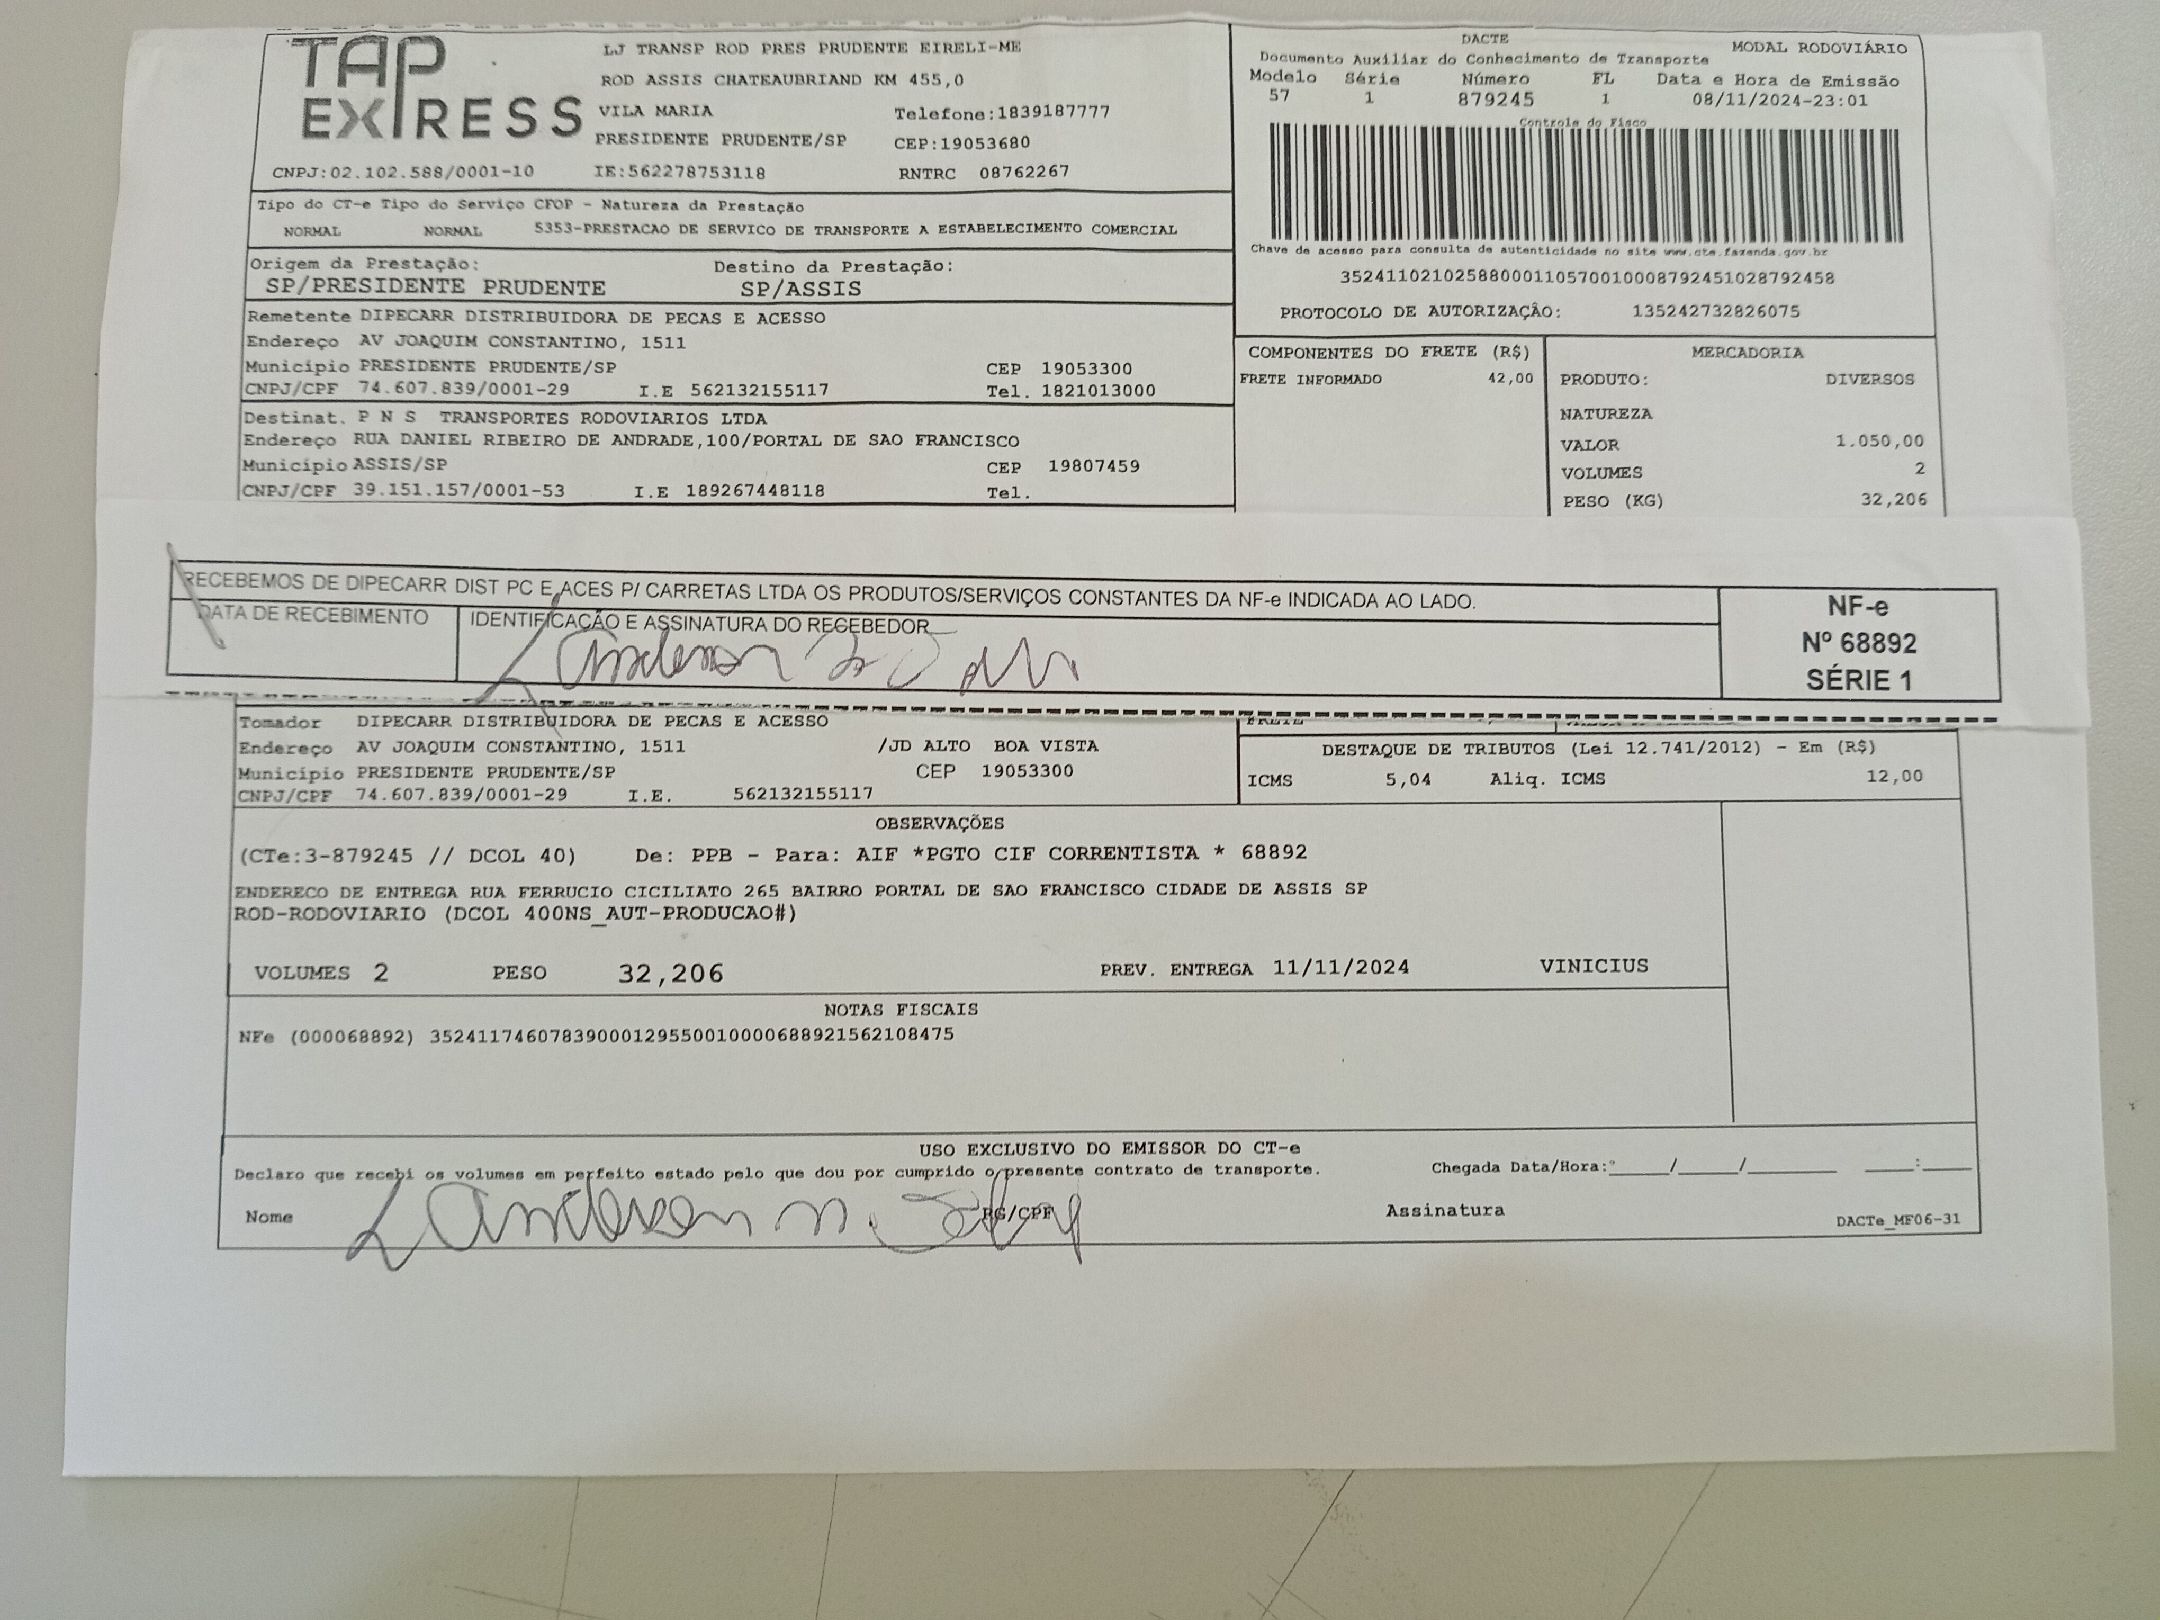 TAP EXPRESS
LJ TRANSP ROD PRES PRUDENTE EIRELI-ME
ROD ASSIS CHATEAUBRIAND KM 455,0
VILA MARIA Telefone:1839187777
PRESIDENTE PRUDENTE/SP CEP:19053680
CNPJ:02.102.588/0001-10 IE:562278753118 RNTRC 08762267
DACTE MODAL RODOVIÁRIO
Documento Auxiliar do Conhecimento de Transporte
Modelo Série Número FL Data e Hora de Emissão
57 1 879245 1 08/11/2024-23:01
Controle do Fisco
Chave de acesso para consulta de autenticidade no site www.cte.fazenda.gov.br
35241102102588000110570010008792451028792458
PROTOCOLO DE AUTORIZAÇÃO: 135242732826075
Tipo do CT-e Tipo do Serviço CFOP - Natureza da Prestação
NORMAL NORMAL 5353-PRESTACAO DE SERVICO DE TRANSPORTE A ESTABELECIMENTO COMERCIAL
Origem da Prestação: Destino da Prestação:
SP/PRESIDENTE PRUDENTE SP/ASSIS
Remetente DIPECARR DISTRIBUIDORA DE PECAS E ACESSO
Endereço AV JOAQUIM CONSTANTINO, 1511
Município PRESIDENTE PRUDENTE/SP CEP 19053300
CNPJ/CPF 74.607.839/0001-29 I.E 562132155117 Tel. 1821013000
Destinat. P N S TRANSPORTES RODOVIARIOS LTDA
Endereço RUA DANIEL RIBEIRO DE ANDRADE,100/PORTAL DE SAO FRANCISCO
Município ASSIS/SP CEP 19807459
CNPJ/CPF 39.151.157/0001-53 I.E 189267448118 Tel.
COMPONENTES DO FRETE (R$)
FRETE INFORMADO 42,00
MERCADORIA
PRODUTO: DIVERSOS
NATUREZA
VALOR 1.050,00
VOLUMES 2
PESO (KG) 32,206
RECEBEMOS DE DIPECARR DIST PC E ACES P/ CARRETAS LTDA OS PRODUTOS/SERVIÇOS CONSTANTES DA NF-e INDICADA AO LADO.
DATA DE RECEBIMENTO IDENTIFICAÇÃO E ASSINATURA DO RECEBEDOR
Landerson
NF-e
Nº 68892
SÉRIE 1
Tomador DIPECARR DISTRIBUIDORA DE PECAS E ACESSO
Endereço AV JOAQUIM CONSTANTINO, 1511 /JD ALTO BOA VISTA
Município PRESIDENTE PRUDENTE/SP CEP 19053300
CNPJ/CPF 74.607.839/0001-29 I.E. 562132155117
FRETE
DESTAQUE DE TRIBUTOS (Lei 12.741/2012) - Em (R$)
ICMS 5,04 Aliq. ICMS 12,00
OBSERVAÇÕES
(CTe:3-879245 // DCOL 40) De: PPB - Para: AIF *PGTO CIF CORRENTISTA * 68892
ENDERECO DE ENTREGA RUA FERRUCIO CICILIATO 265 BAIRRO PORTAL DE SAO FRANCISCO CIDADE DE ASSIS SP
ROD-RODOVIARIO (DCOL 400NS_AUT-PRODUCAO#)
VOLUMES 2 PESO 32,206 PREV. ENTREGA 11/11/2024 VINICIUS
NOTAS FISCAIS
NFe (000068892) 35241174607839000129550010000688921562108475
USO EXCLUSIVO DO EMISSOR DO CT-e
Declaro que recebi os volumes em perfeito estado pelo que dou por cumprido o presente contrato de transporte. Chegada Data/Hora: / / :
Nome Landerson RG/CPF Assinatura DACTe_MF06-31